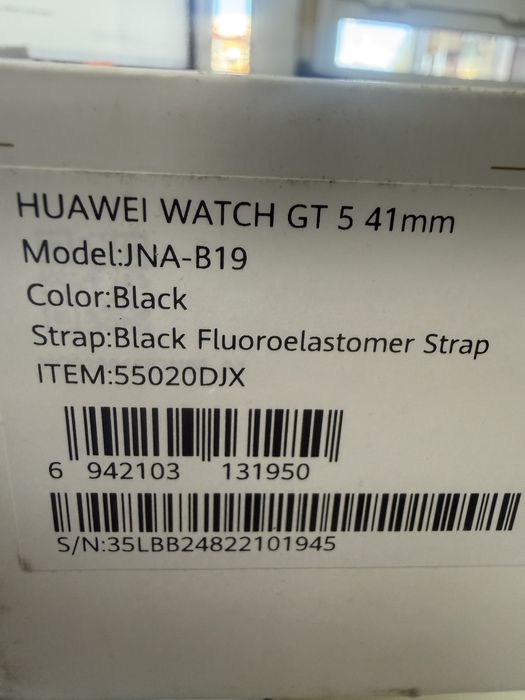 HUAWEI WATCH GT 5 41mm
Model:JNA-B19
Color:Black
Strap:Black Fluoroelastomer Strap
ITEM:55020DJX
6 942103 131950
S/N:35LBB24822101945